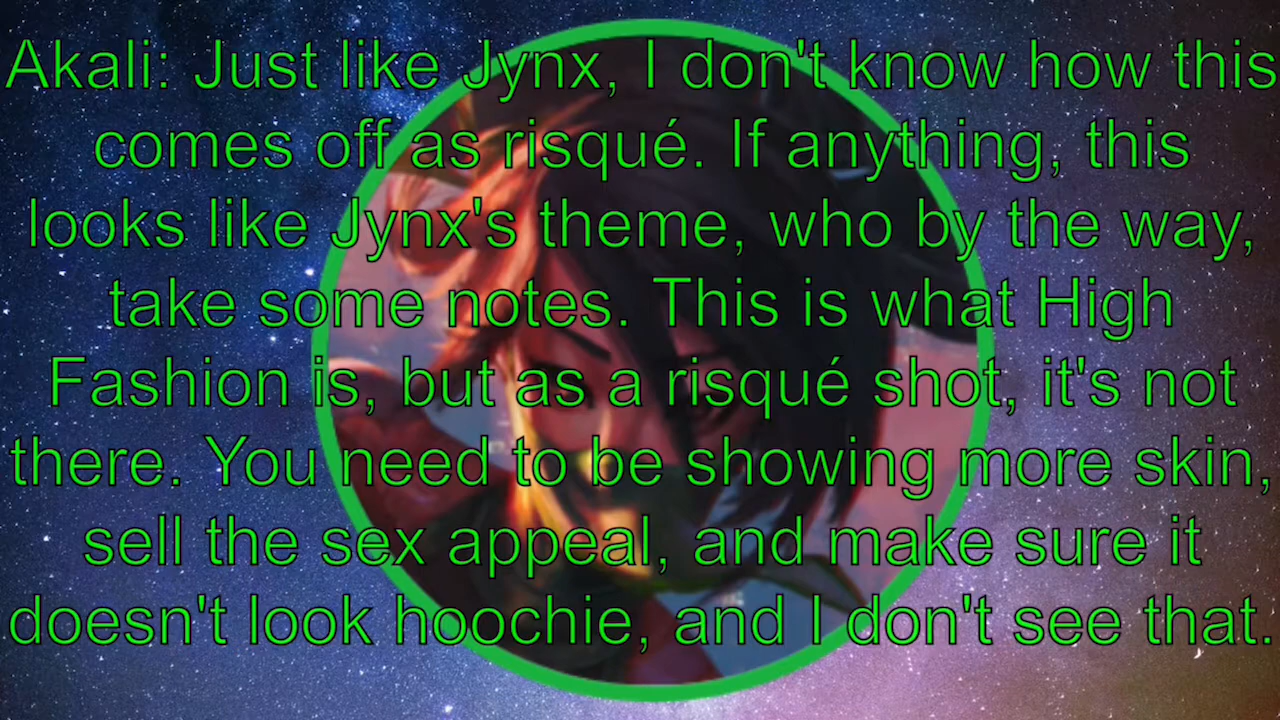 Akali: Just like Jynx, I don't know how this
comes off as risqué. If anything, this
looks like Jynx's theme, who by the way,
take some notes. This is what High
Fashion is, but as a risqué shot, it's not
there. You need to be showing more skin,
sell the sex appeal, and make sure it
doesn't look hoochie, and I don't see that.